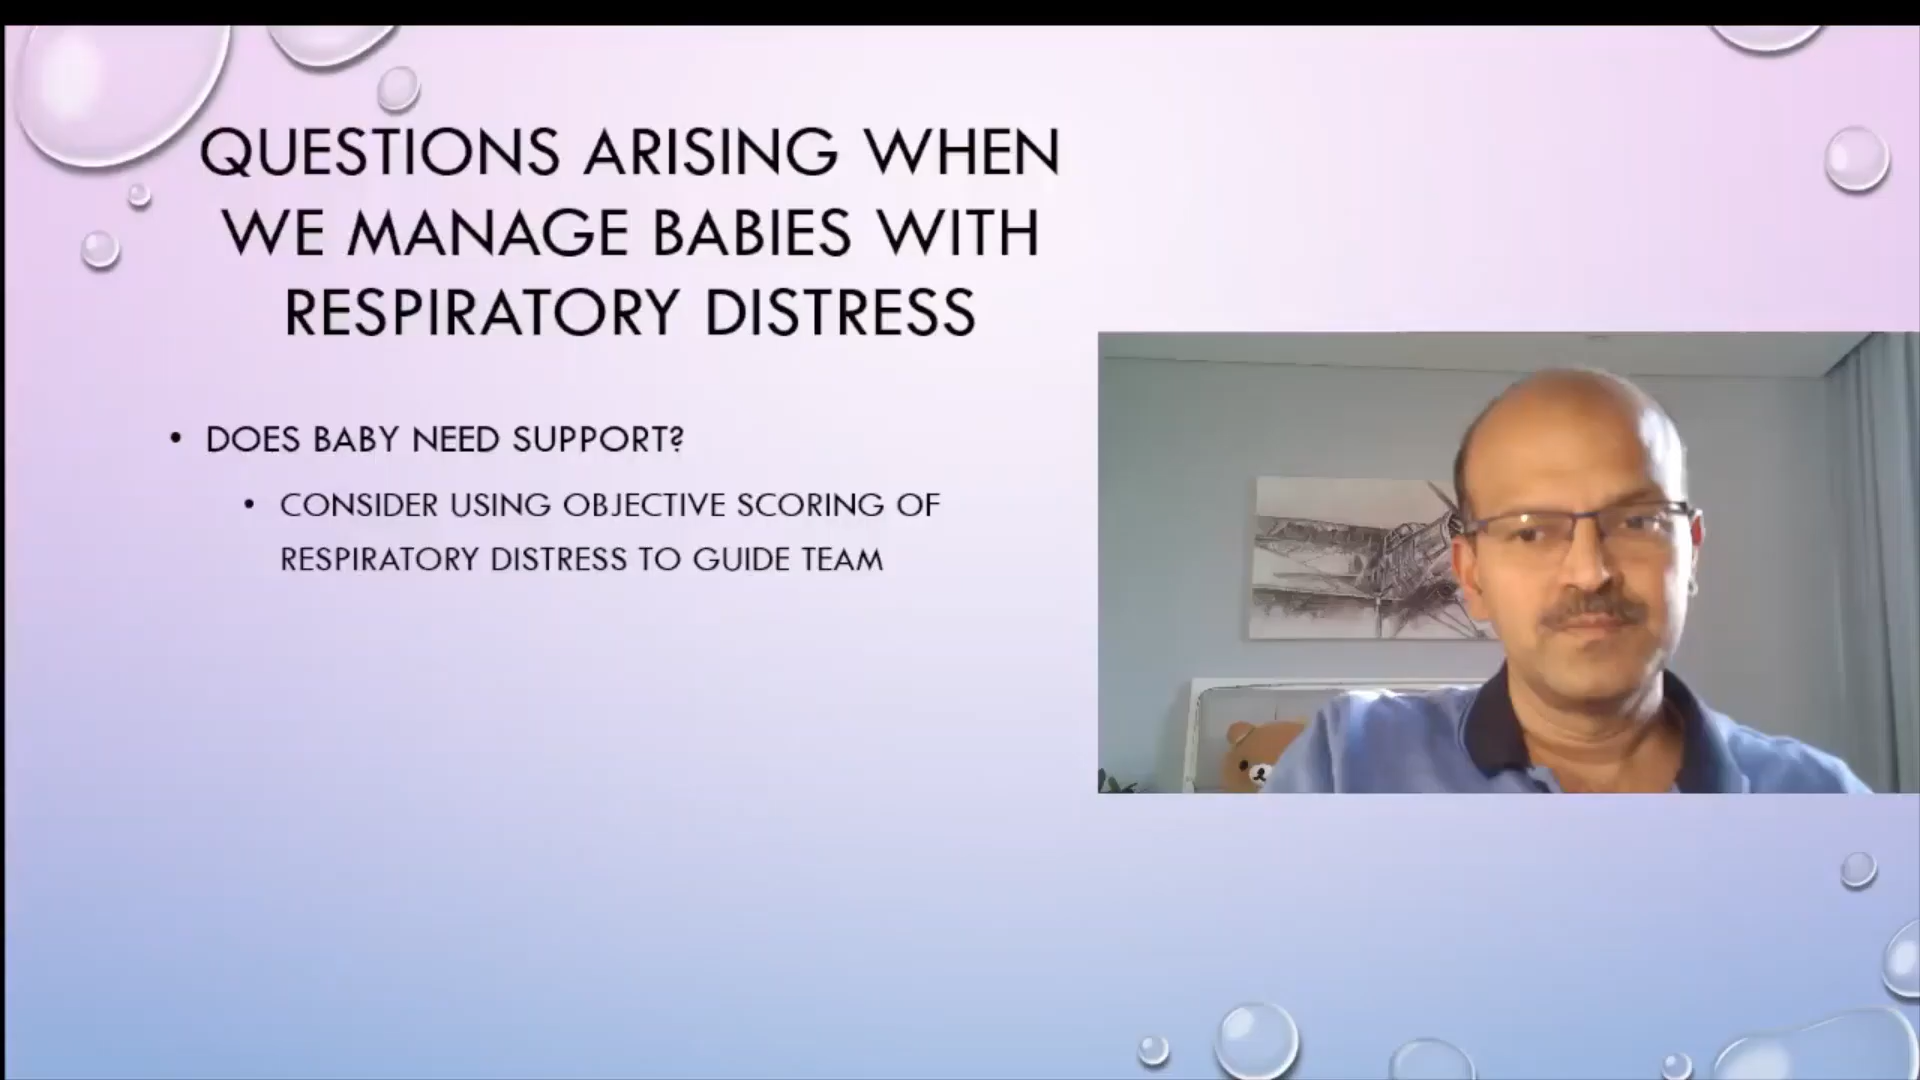 QUESTIONS ARISING WHEN
WE MANAGE BABIES WITH
RESPIRATORY DISTRESS
• DOES BABY NEED SUPPORT?
• CONSIDER USING OBJECTIVE SCORING OF
RESPIRATORY DISTRESS TO GUIDE TEAM